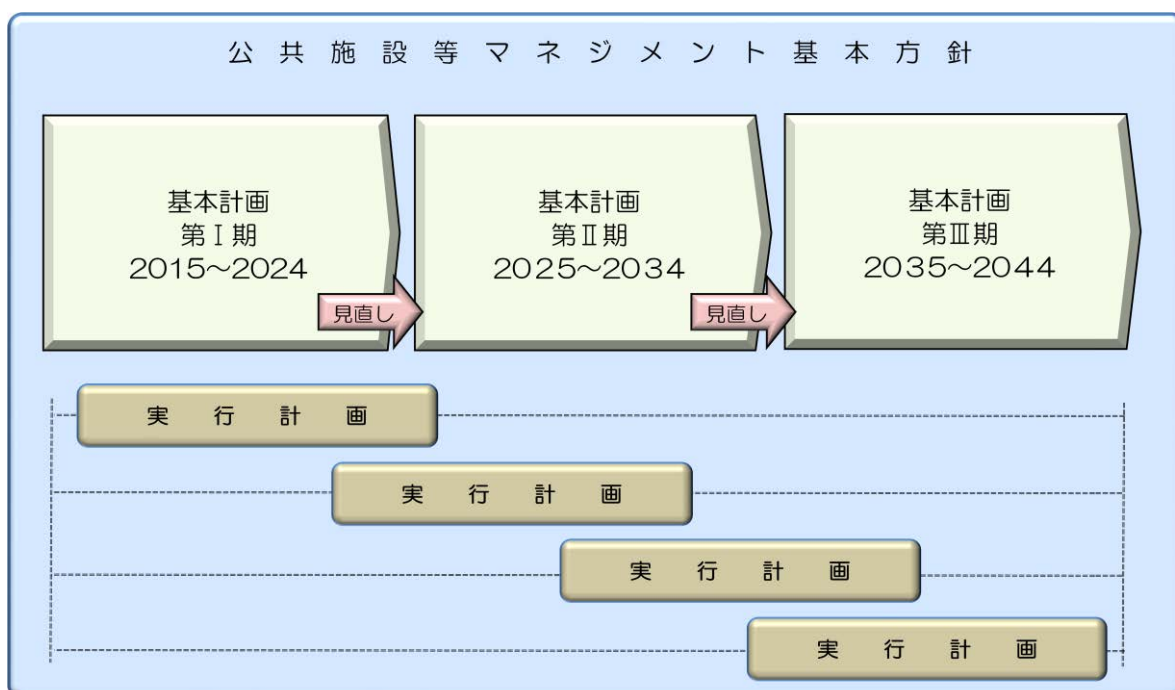 公共施設等マネジメント基本方針
基本計画
第Ⅰ期
2015～2024
見直し
基本計画
第Ⅱ期
2025～2034
見直し
基本計画
第Ⅲ期
2035～2044
実行計画
実行計画
実行計画
実行計画